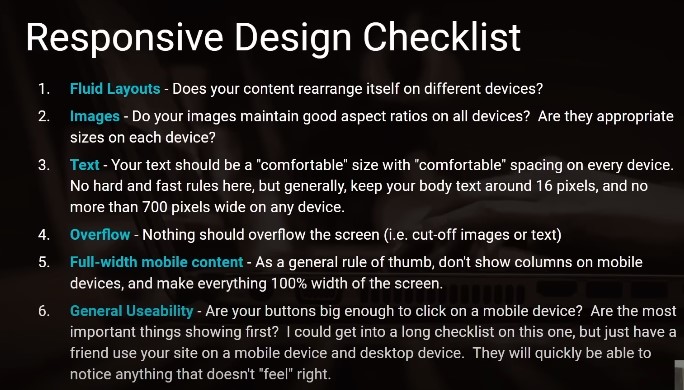 Responsive Design Checklist
1. Fluid Layouts - Does your content rearrange itself on different devices?
2. Images - Do your images maintain good aspect ratios on all devices? Are they appropriate
sizes on each device?
3. Text - Your text should be a "comfortable" size with "comfortable" spacing on every device.
No hard and fast rules here, but generally, keep your body text around 16 pixels, and no
more than 700 pixels wide on any device.
4. Overflow - Nothing should overflow the screen (i.e. cut-off images or text)
5. Full-width mobile content - As a general rule of thumb, don't show columns on mobile
devices, and make everything 100% width of the screen.
6. General Useability - Are your buttons big enough to click on a mobile device? Are the most
important things showing first? I could get into a long checklist on this one, but just have a
friend use your site on a mobile device and desktop device. They will quickly be able to
notice anything that doesn't "feel" right.